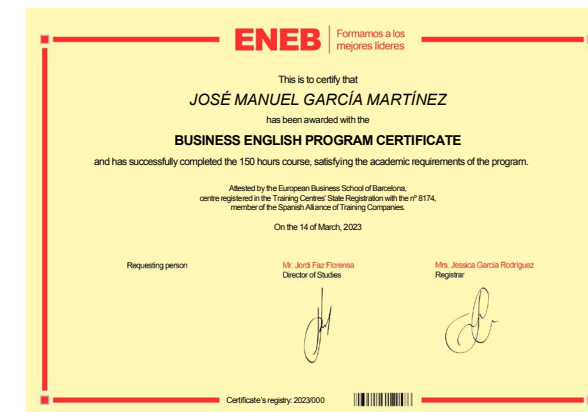 ENEB
Formamos a los
mejores líderes
This is to certify that
JOSÉ MANUEL GARCÍA MARTÍNEZ
has been awarded with the
BUSINESS ENGLISH PROGRAM CERTIFICATE
and has successfully completed the 150 hours course, satisfying the academic requirements of the program.
Attested by the European Business School of Barcelona,
centre registered in the Training Centres' State Registration with the nº 8174,
member of the Spanish Alliance of Training Companies.
On the 14 of March, 2023
Requesting person
Mr. Jordi Faz Florensa
Director of Studies
Mrs. Jessica García Rodríguez
Registrar
Certificate's registry: 2023/000